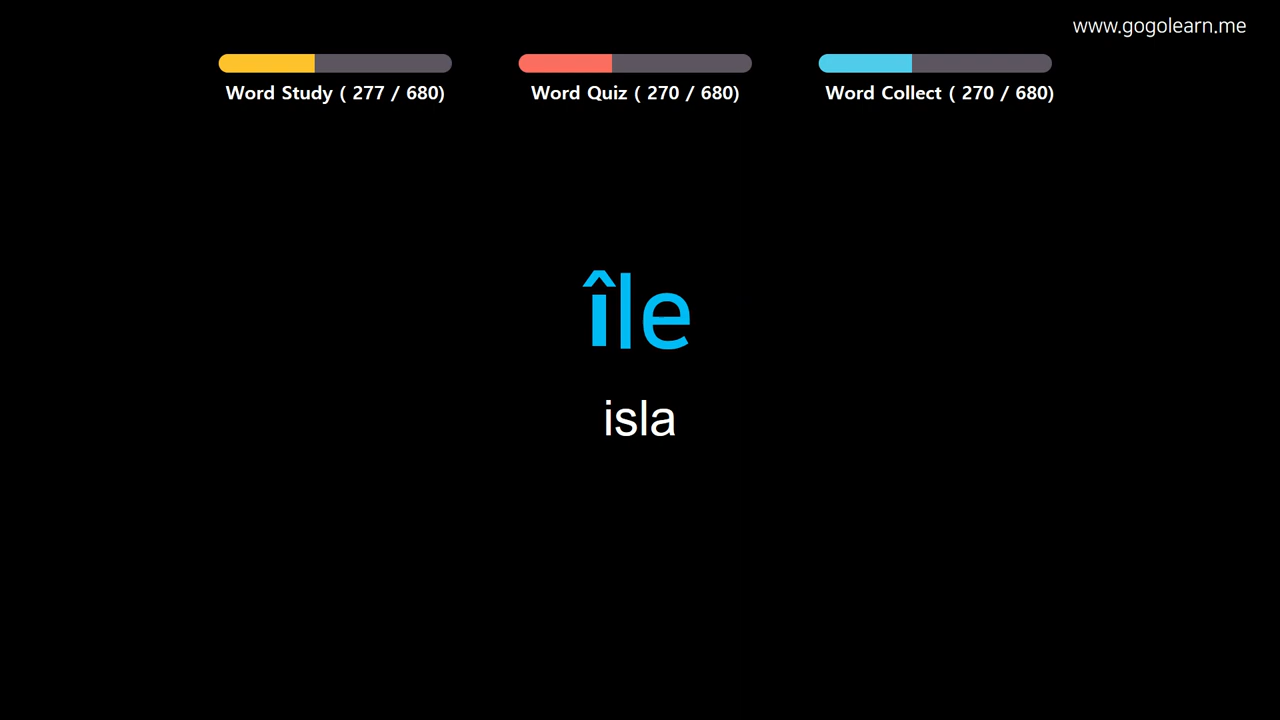 www.gogolearn.me
Word Study ( 277 / 680)
Word Quiz ( 270 / 680)
Word Collect ( 270 / 680)
île
isla